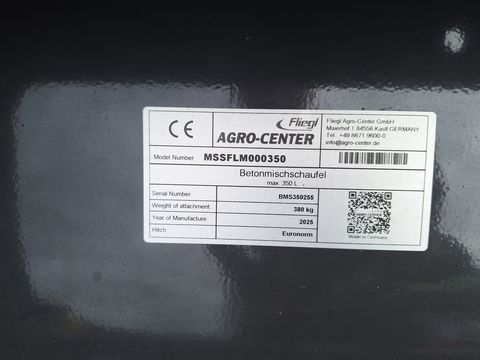 CE
Fliegl
AGRO-CENTER
Fliegl Agro-Center GmbH
Maierhof 1 84556 Kastl GERMANY
Tel. +49 8671 9600-0
info@agro-center.de
Model Number MSSFLM000350
Betonmischschaufel
max. 350 L
Serial Number BMS350255
Weight of attachment 380 kg
Year of Manufacture 2025
Hitch Euronorm
AGRO-CENTER
Made in Germany